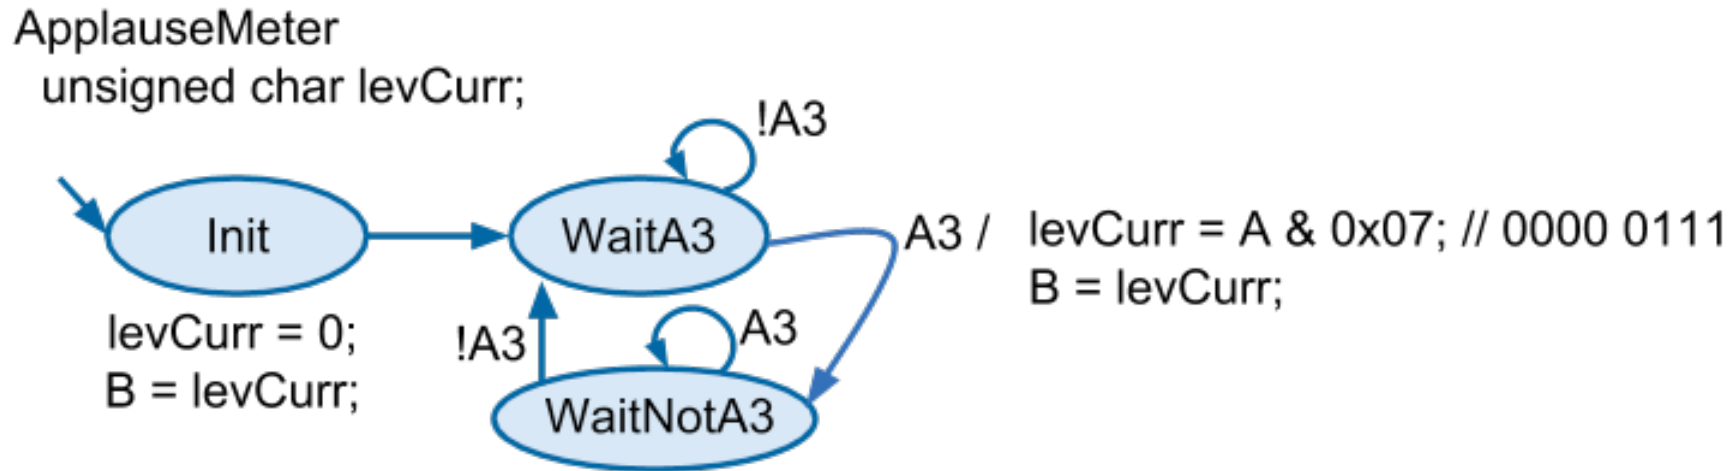 ApplauseMeter
unsigned char levCurr;
!A3
Init
WaitA3
A3 / levCurr = A & 0x07; // 0000 0111
B = levCurr;
levCurr = 0;
B = levCurr;
!A3
A3
WaitNotA3